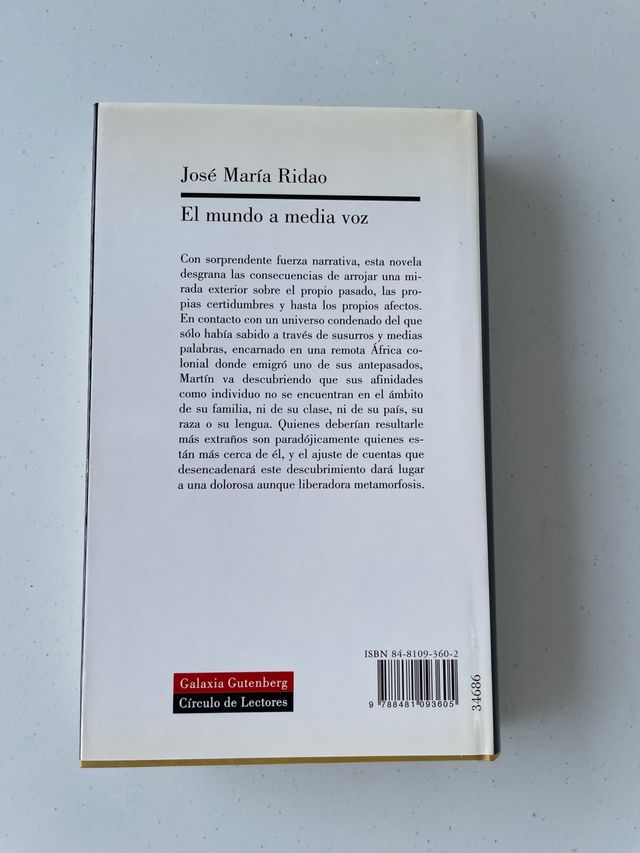 José María Ridao
El mundo a media voz
Con sorprendente fuerza narrativa, esta novela
desgrana las consecuencias de arrojar una mi-
rada exterior sobre el propio pasado, las pro-
pias certidumbres y hasta los propios afectos.
En contacto con un universo condenado del que
sólo había sabido a través de susurros y medias
palabras, encarnado en una remota África co-
lonial donde emigró uno de sus antepasados,
Martín va descubriendo que sus afinidades
como individuo no se encuentran en el ámbito
de su familia, ni de su clase, ni de su país, su
raza o su lengua. Quienes deberían resultarle
más extraños son paradójicamente quienes es-
tán más cerca de él, y el ajuste de cuentas que
desencadenará este descubrimiento dará lugar
a una dolorosa aunque liberadora metamorfosis.
ISBN 84-8109-360-2
Galaxia Gutenberg
Círculo de Lectores
9 788481 093605
34686